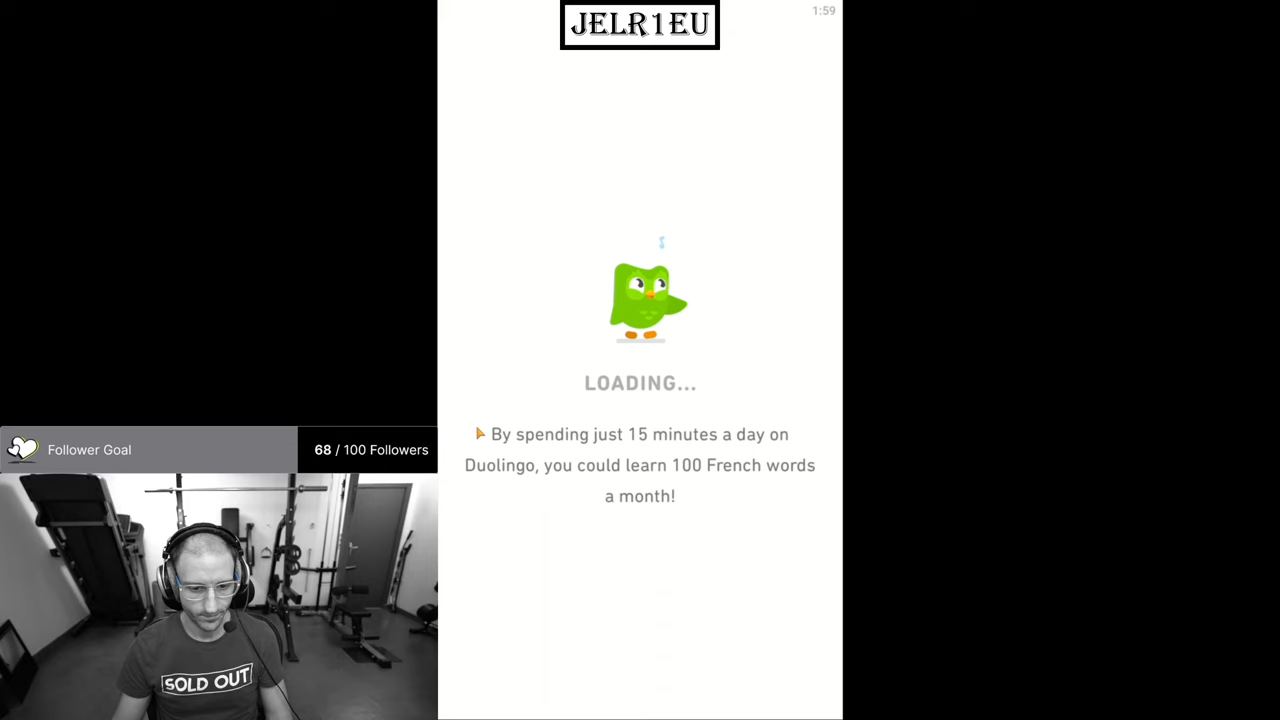 JELR1EU
1:59
LOADING...
By spending just 15 minutes a day on
Duolingo, you could learn 100 French words
a month!
Follower Goal
68 / 100 Followers
SOLD OUT